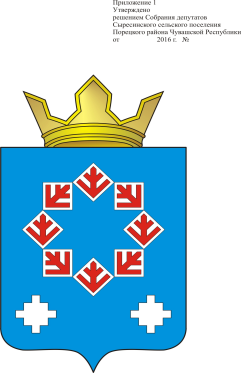 Приложение 1
Утверждено
решением Собрания депутатов
Сыресинского сельского поселения
Порецкого района Чувашской Республики
от 2016 г. №